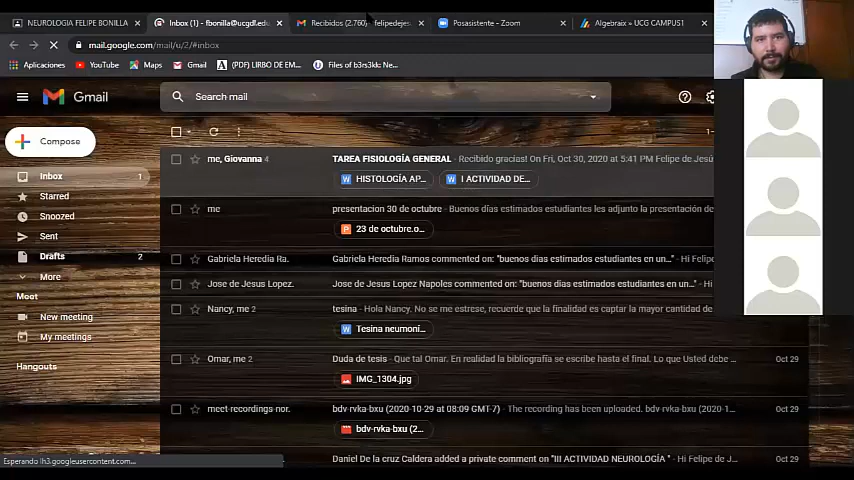 NEUROLOGIA FELIPE BONILLA
Inbox (1) - fbonilla@ucgdl.edu.
Recibidos (2,760) - felipedejes
Posasistente – Zoom
Algebraix » UCG CAMPUS1
mail.google.com/mail/u/2/#inbox
Aplicaciones
YouTube
Maps
Gmail
(PDF) LIRBO DE EM...
Files of b3rs3kk: Ne...
Gmail
Search mail
Compose
Inbox 1
Starred
Snoozed
Sent
Drafts 2
More
Meet
New meeting
My meetings
Hangouts
me, Giovanna 4 TAREA FISIOLOGÍA GENERAL - Recibido gracias! On Fri, Oct 30, 2020 at 5:41 PM Felipe de Jesú
HISTOLOGÍA AP... I ACTIVIDAD DE...
me presentacion 30 de octubre - Buenos días estimados estudiantes les adjunto la presentación de
23 de octubre.o...
Gabriela Heredia Ra. Gabriela Heredia Ramos commented on: "buenos días estimados estudiantes en un..." - Hi Felipe
Jose de Jesus Lopez. Jose de Jesus Lopez Napoles commented on: "buenos días estimados estudiantes en un..." - Hi
Nancy, me 2 tesina - Hola Nancy. No se me estrese, recuerde que la finalidad es captar la mayor cantidad de
Tesina neumoní...
Omar, me 2 Duda de tesis - Que tal Omar. En realidad la bibliografía se escribe hasta el final. Lo que Usted debe ... Oct 29
IMG_1304.jpg
meet-recordings-nor. bdv-rvka-bxu (2020-10-29 at 08:09 GMT-7) - The recording has been uploaded. bdv-rvka-bxu (2020-1... Oct 29
bdv-rvka-bxu (2...
Daniel De la cruz Caldera added a private comment on "III ACTIVIDAD NEUROLOGÍA " - Hi Felipe de J... Oct 29
Esperando lh3.googleusercontent.com...